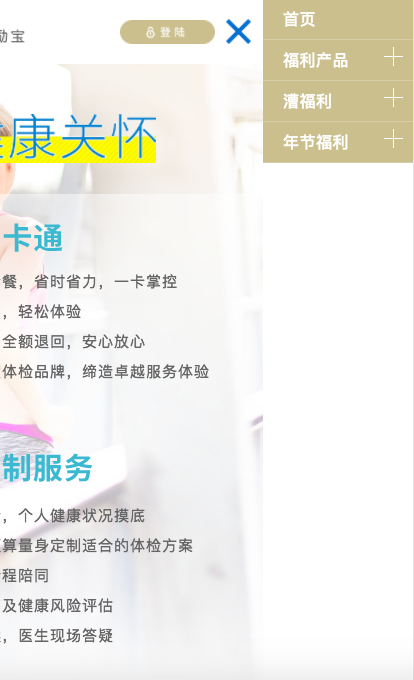 励宝
登陆
首页
福利产品
漕福利
年节福利
健康关怀
卡通
餐，省时省力，一卡掌控
，轻松体验
全额退回，安心放心
体检品牌，缔造卓越服务体验
制服务
，个人健康状况摸底
算量身定制适合的体检方案
程陪同
及健康风险评估
，医生现场答疑